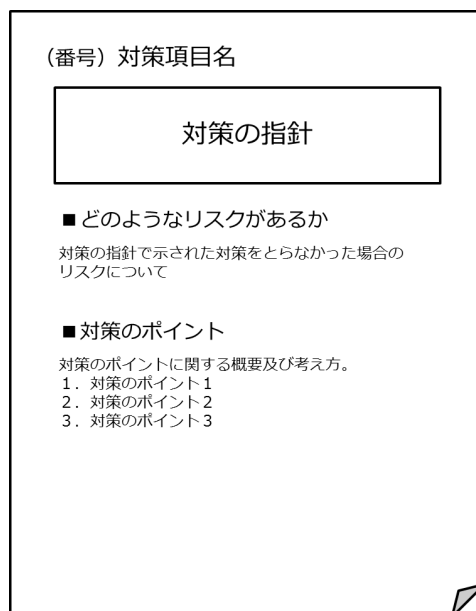 （番号）対策項目名
対策の指針
■どのようなリスクがあるか
対策の指針で示された対策をとらなかった場合の
リスクについて
■対策のポイント
対策のポイントに関する概要及び考え方。
１．対策のポイント１
２．対策のポイント２
３．対策のポイント３